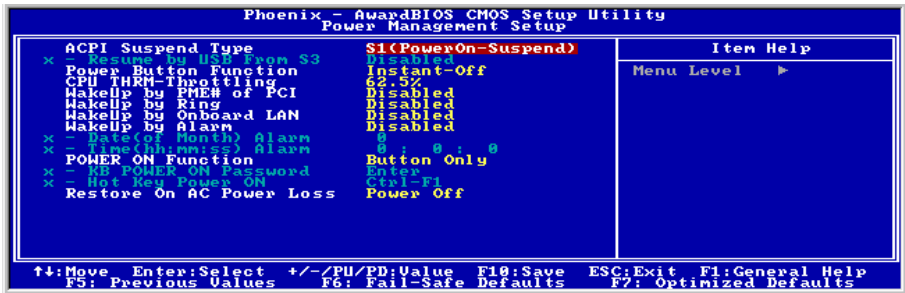 Phoenix - AwardBIOS CMOS Setup Utility
Power Management Setup
ACPI Suspend Type S1(PowerOn-Suspend) Item Help
x - Resume by USB From S3 Disabled
Power Button Function Instant-Off Menu Level ►
CPU THRM-Throttling 62.5%
WakeUp by PME# of PCI Disabled
WakeUp by Ring Disabled
WakeUp by Onboard LAN Disabled
WakeUp by Alarm Disabled
x - Date(of Month) Alarm 0
x - Time(hh:mm:ss) Alarm 0 : 0 : 0
POWER ON Function Button Only
x - KB POWER ON Password Enter
x - Hot Key Power ON Ctrl-F1
Restore On AC Power Loss Power Off
↑↓:Move Enter:Select +/-/PU/PD:Value F10:Save ESC:Exit F1:General Help
F5: Previous Values F6: Fail-Safe Defaults F7: Optimized Defaults